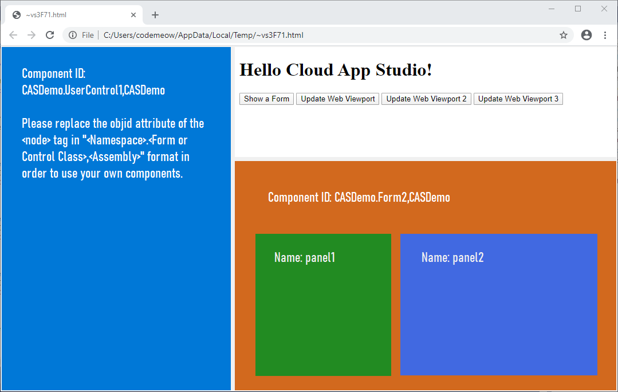 ~vs3F71.html
File
C:/Users/codemeow/AppData/Local/Temp/~vs3F71.html
Component ID:
CASDemo.UserControl1,CASDemo
Please replace the objid attribute of the
<node> tag in "<Namespace>.<Form or
Control Class>,<Assembly>" format in
order to use your own components.
Hello Cloud App Studio!
Show a Form Update Web Viewport Update Web Viewport 2 Update Web Viewport 3
Component ID: CASDemo.Form2,CASDemo
Name: panel1
Name: panel2